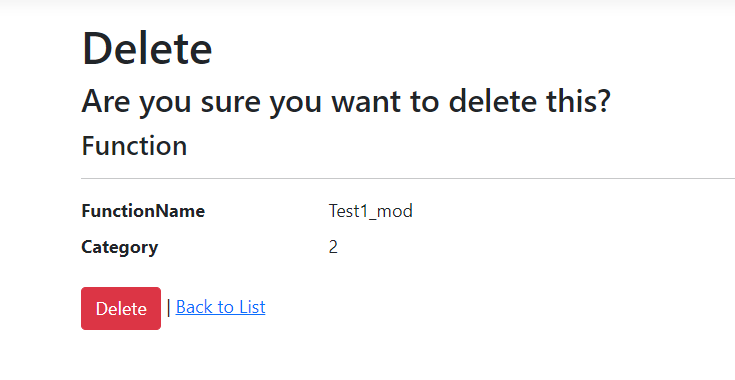 Delete
Are you sure you want to delete this?
Function
FunctionName Test1_mod
Category 2
Delete | Back to List